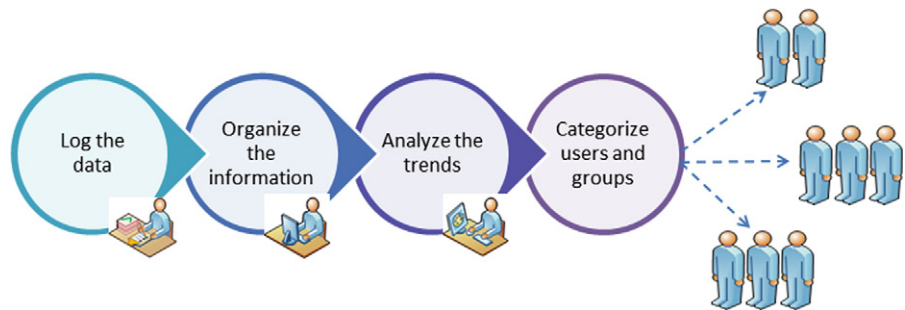 Log the
data
Organize
the
information
Analyze the
trends
Categorize
users and
groups